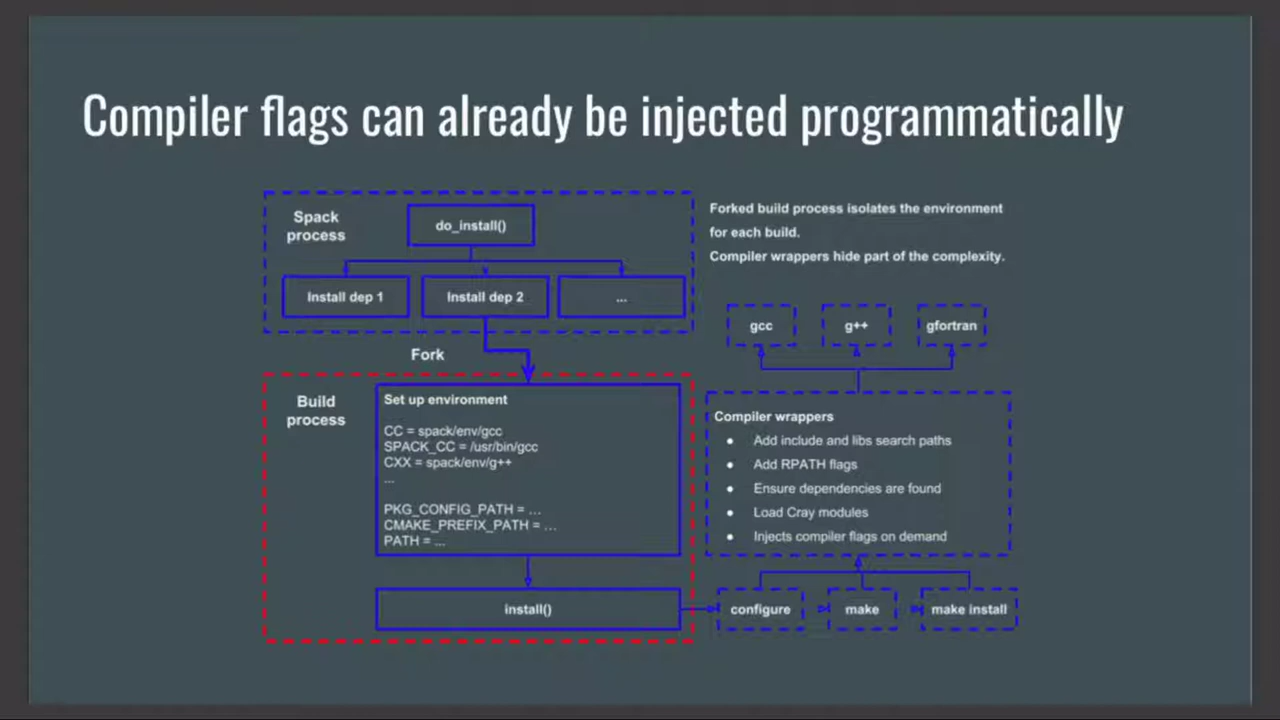 Compiler flags can already be injected programmatically
Spack
process
do_install()
Install dep 1
Install dep 2
...
Forked build process isolates the environment
for each build.
Compiler wrappers hide part of the complexity.
gcc
g++
gfortran
Fork
Build
process
Set up environment
CC = spack/env/gcc
SPACK_CC = /usr/bin/gcc
CXX = spack/env/g++
...
PKG_CONFIG_PATH = ...
CMAKE_PREFIX_PATH = ...
PATH = ...
Compiler wrappers
● Add include and libs search paths
● Add RPATH flags
● Ensure dependencies are found
● Load Cray modules
● Injects compiler flags on demand
install()
configure
make
make install